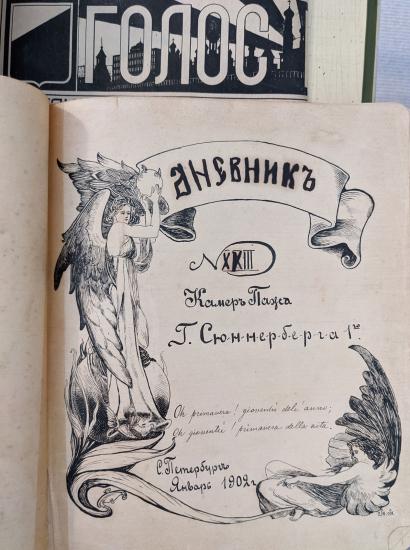 ГОЛОС
Дневникъ
N XXIII
Камеръ Пажа
Г. Сюннерберга 1го.
Oh primavera! gioventù dell' anno;
Oh gioventù! primavera della vita.
С. Петербургъ
Январь 1902 г.